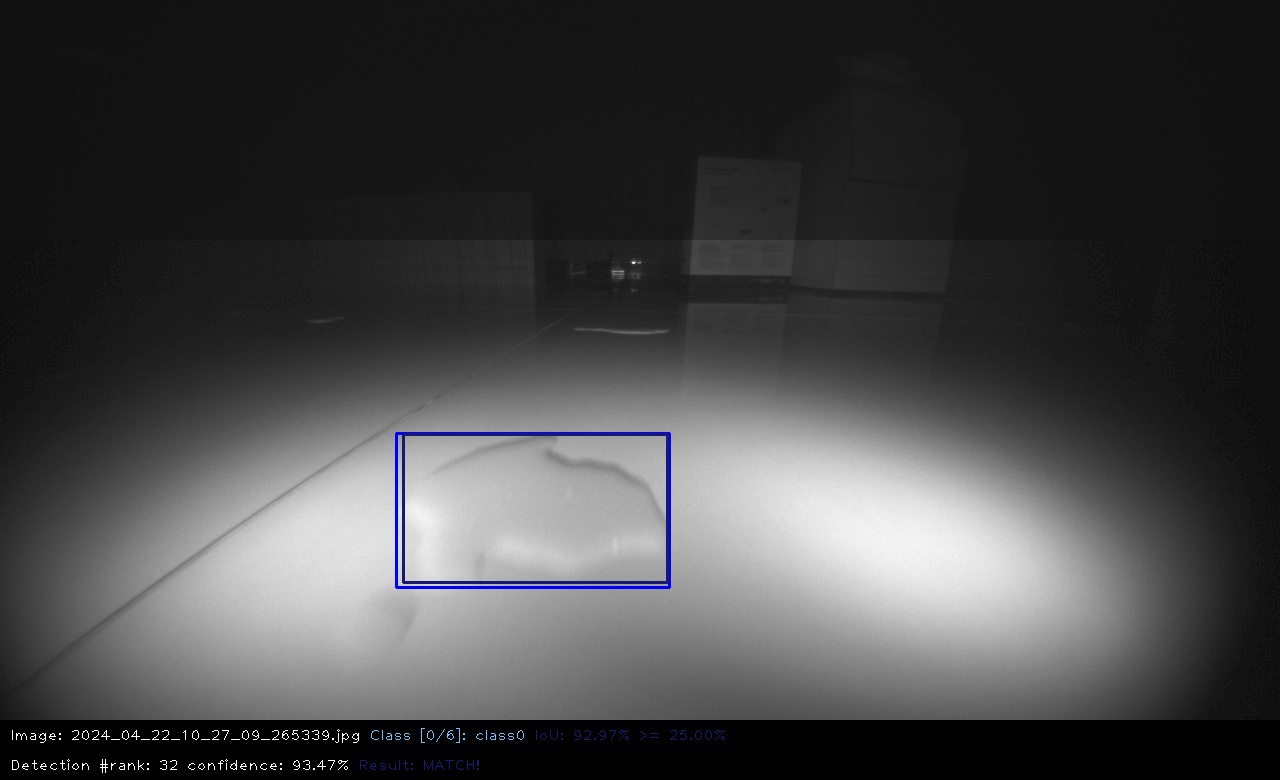 Image: 2024_04_22_10_27_09_265339.jpg Class [0/6]: class0 IoU: 92.97% >= 25.00%
Detection #rank: 32 confidence: 93.47% Result: MATCH!